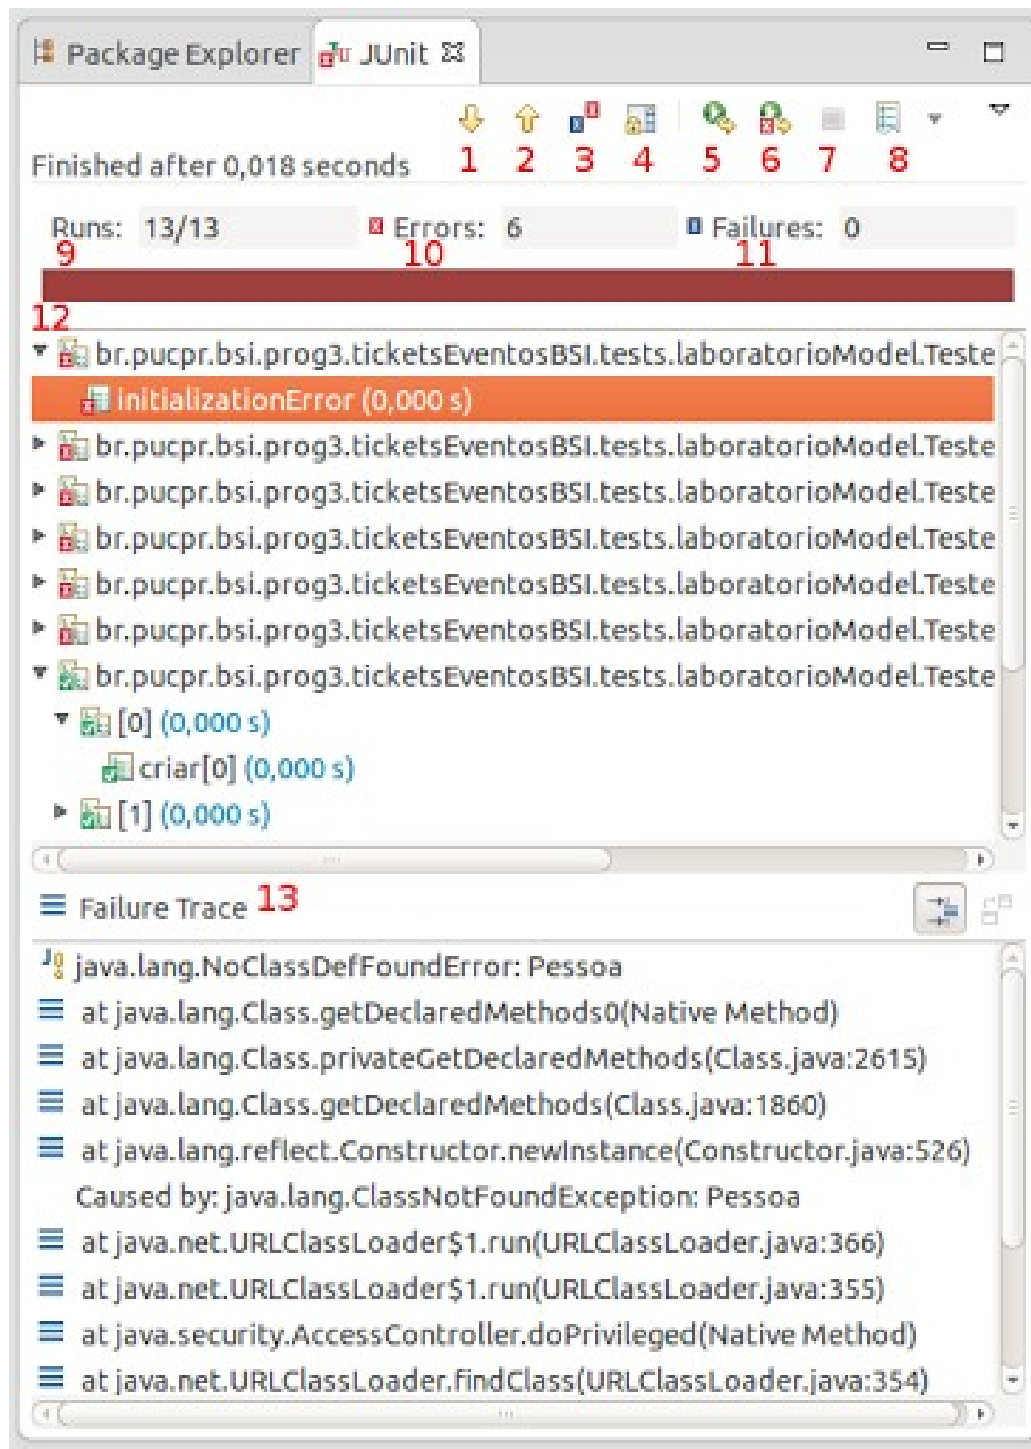 Package Explorer JUnit
1 2 3 4 5 6 7 8
Finished after 0,018 seconds
Runs: 13/13 Errors: 6 Failures: 0
9 10 11
12
br.pucpr.bsi.prog3.ticketsEventosBSI.tests.laboratorioModel.Teste
initializationError (0,000 s)
br.pucpr.bsi.prog3.ticketsEventosBSI.tests.laboratorioModel.Teste
br.pucpr.bsi.prog3.ticketsEventosBSI.tests.laboratorioModel.Teste
br.pucpr.bsi.prog3.ticketsEventosBSI.tests.laboratorioModel.Teste
br.pucpr.bsi.prog3.ticketsEventosBSI.tests.laboratorioModel.Teste
br.pucpr.bsi.prog3.ticketsEventosBSI.tests.laboratorioModel.Teste
br.pucpr.bsi.prog3.ticketsEventosBSI.tests.laboratorioModel.Teste
[0] (0,000 s)
criar[0] (0,000 s)
[1] (0,000 s)
Failure Trace 13
java.lang.NoClassDefFoundError: Pessoa
at java.lang.Class.getDeclaredMethods0(Native Method)
at java.lang.Class.privateGetDeclaredMethods(Class.java:2615)
at java.lang.Class.getDeclaredMethods(Class.java:1860)
at java.lang.reflect.Constructor.newInstance(Constructor.java:526)
Caused by: java.lang.ClassNotFoundException: Pessoa
at java.net.URLClassLoader$1.run(URLClassLoader.java:366)
at java.net.URLClassLoader$1.run(URLClassLoader.java:355)
at java.security.AccessController.doPrivileged(Native Method)
at java.net.URLClassLoader.findClass(URLClassLoader.java:354)